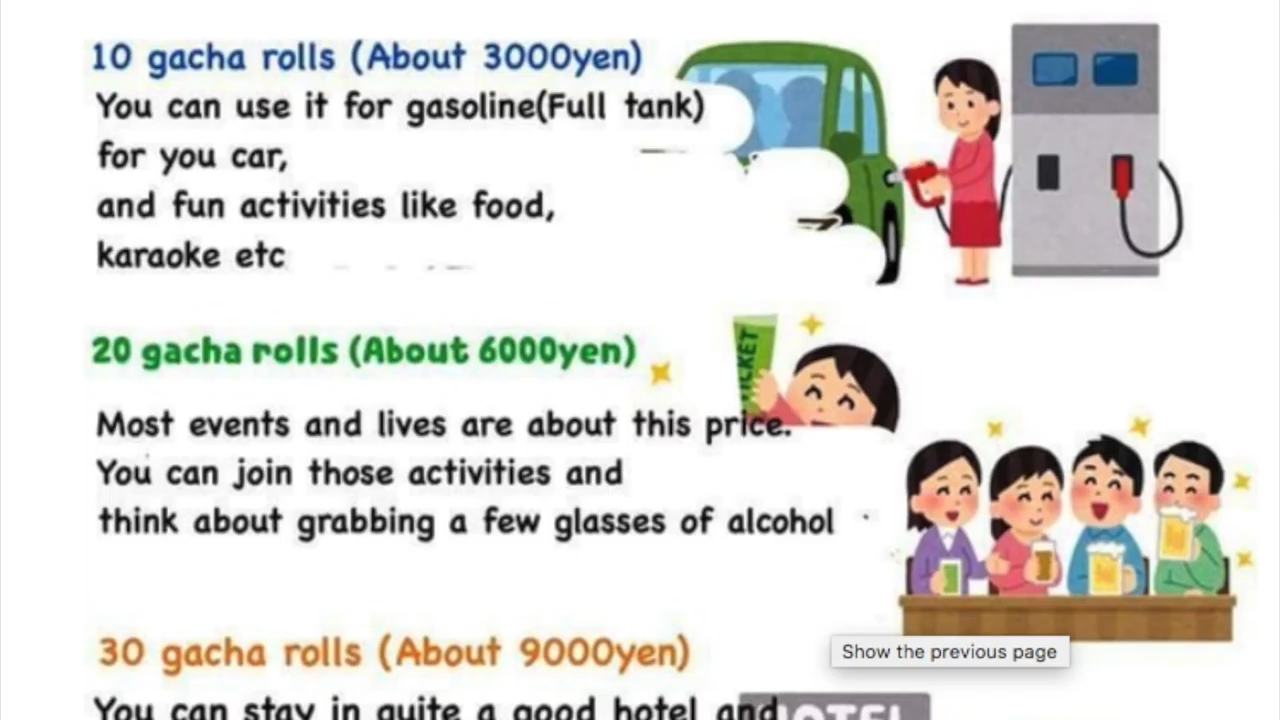 10 gacha rolls (About 3000yen)
You can use it for gasoline(Full tank)
for you car,
and fun activities like food,
karaoke etc
20 gacha rolls (About 6000yen)
TICKET
Most events and lives are about this price.
You can join those activities and
think about grabbing a few glasses of alcohol
30 gacha rolls (About 9000yen)
Show the previous page
You can stay in quite a good hotel and
HOTEL